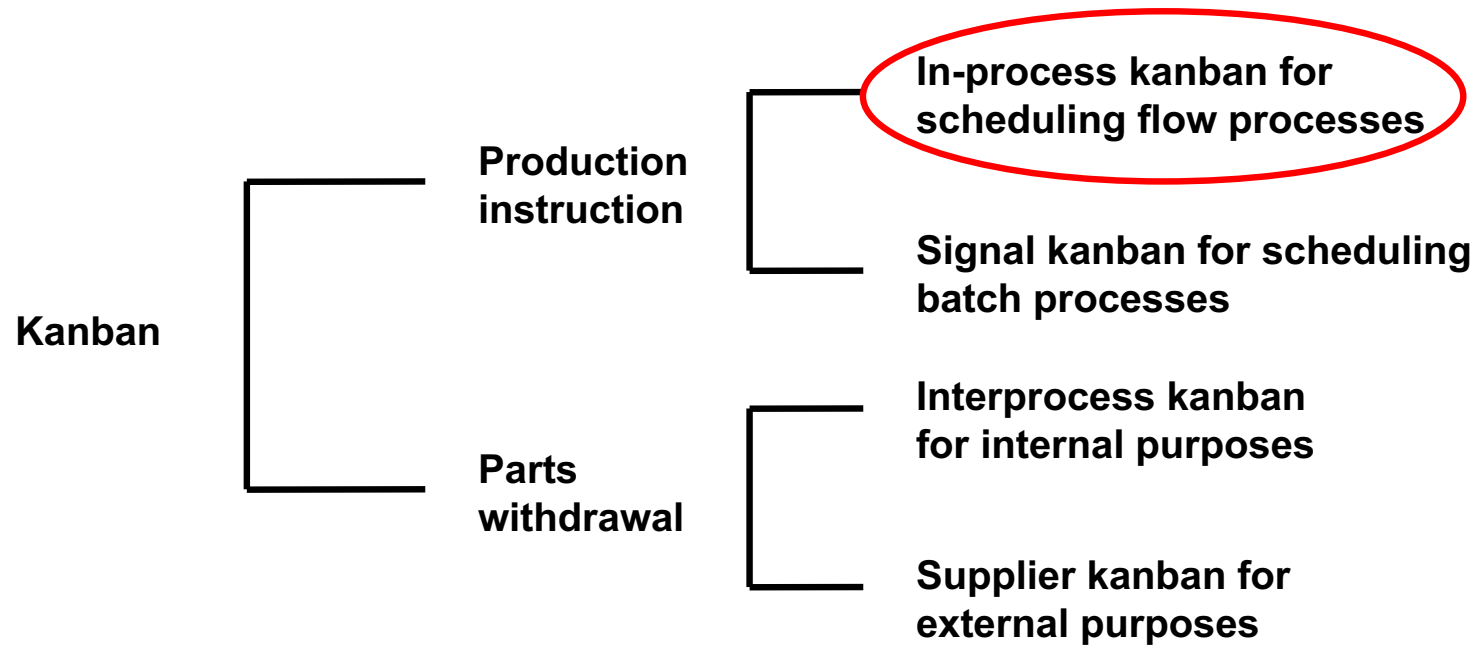 Kanban
Production
instruction
In-process kanban for
scheduling flow processes
Signal kanban for scheduling
batch processes
Parts
withdrawal
Interprocess kanban
for internal purposes
Supplier kanban for
external purposes